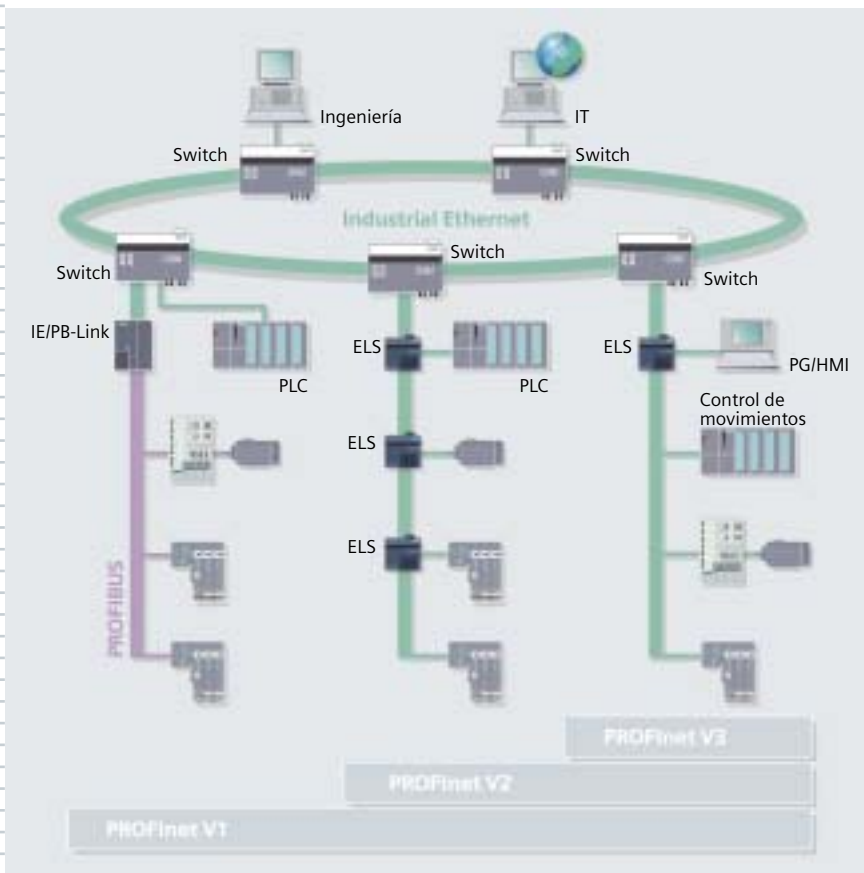 Ingeniería
IT
Switch
Switch
Industrial Ethernet
Switch
Switch
Switch
IE/PB-Link
PLC
ELS
PLC
ELS
PG/HMI
Control de
movimientos
ELS
ELS
PROFIBUS
PROFInet V3
PROFInet V2
PROFInet V1